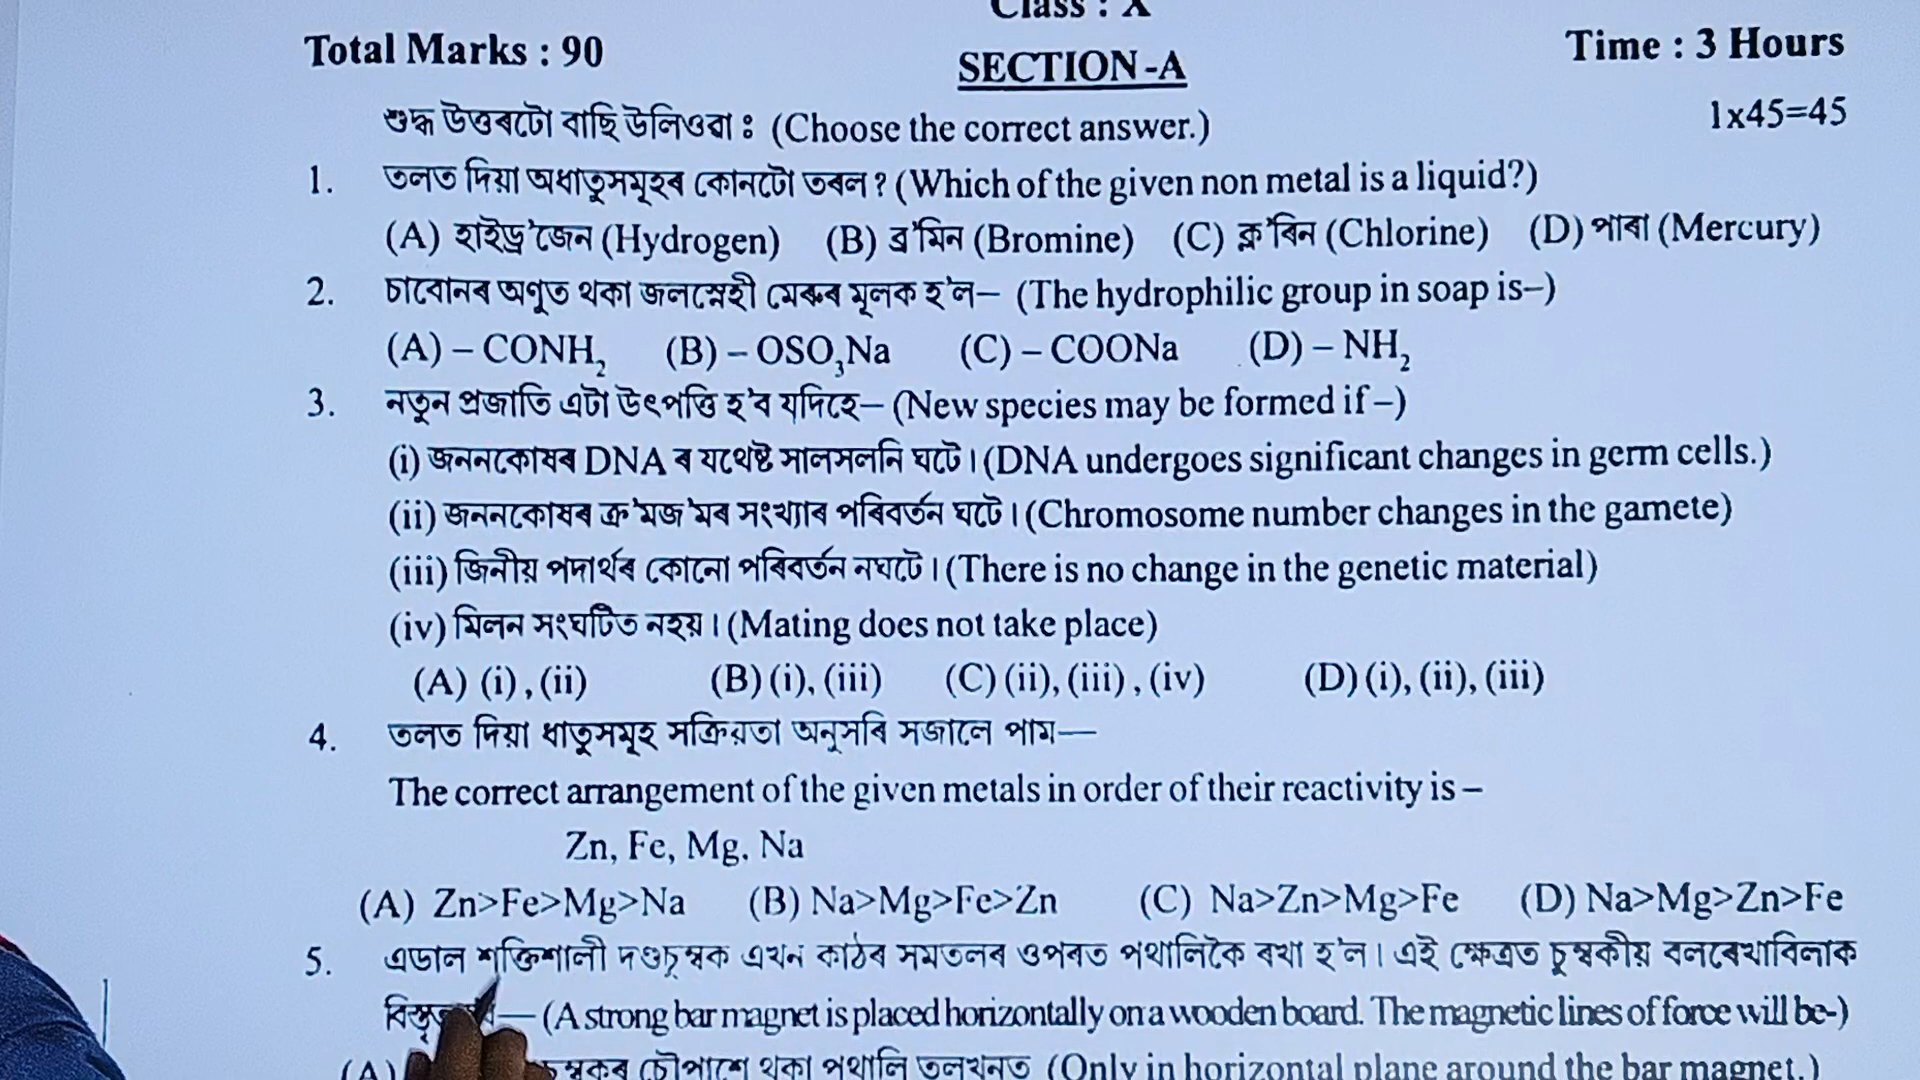 Class : X
Total Marks : 90
SECTION-A
Time : 3 Hours
শুদ্ধ উত্তৰটো বাছি উলিওৱা ঃ (Choose the correct answer.)
1x45=45
1. তলত দিয়া অধাতুসমূহৰ কোনটো তৰল ? (Which of the given non metal is a liquid?)
(A) হাইড্ৰ'জেন (Hydrogen) (B) ব্ৰ'মিন (Bromine) (C) ক্ল'ৰিন (Chlorine) (D) পাৰা (Mercury)
2. চাবোনৰ অণুত থকা জলস্নেহী মেৰুৰ মূলক হ'ল– (The hydrophilic group in soap is–)
(A) – CONH₂ (B) – OSO₃Na (C) – COONa (D) – NH₂
3. নতুন প্ৰজাতি এটা উৎপত্তি হ'ব যদিহে– (New species may be formed if –)
(i) জননকোষৰ DNA ৰ যথেষ্ট সালসলনি ঘটে। (DNA undergoes significant changes in germ cells.)
(ii) জননকোষৰ ক্ৰ'মজ'মৰ সংখ্যাৰ পৰিবৰ্তন ঘটে। (Chromosome number changes in the gamete)
(iii) জিনীয় পদাৰ্থৰ কোনো পৰিবৰ্তন নঘটে। (There is no change in the genetic material)
(iv) মিলন সংঘটিত নহয়। (Mating does not take place)
(A) (i) , (ii) (B) (i), (iii) (C) (ii), (iii) , (iv) (D) (i), (ii), (iii)
4. তলত দিয়া ধাতুসমূহ সক্ৰিয়তা অনুসৰি সজালে পাম—
The correct arrangement of the given metals in order of their reactivity is –
Zn, Fe, Mg, Na
(A) Zn>Fe>Mg>Na (B) Na>Mg>Fe>Zn (C) Na>Zn>Mg>Fe (D) Na>Mg>Zn>Fe
5. এডাল শক্তিশালী দণ্ডচুম্বক এখন কাঠৰ সমতলৰ ওপৰত পথালিকৈ ৰখা হ'ল। এই ক্ষেত্ৰত চুম্বকীয় বলৰেখাবিলাক
— (A strong bar magnet is placed horizontally on a wooden board. The magnetic lines of force will be-)
(A) চৌপাশে থকা পথালি তলখনত (Only in horizontal plane around the bar magnet.)